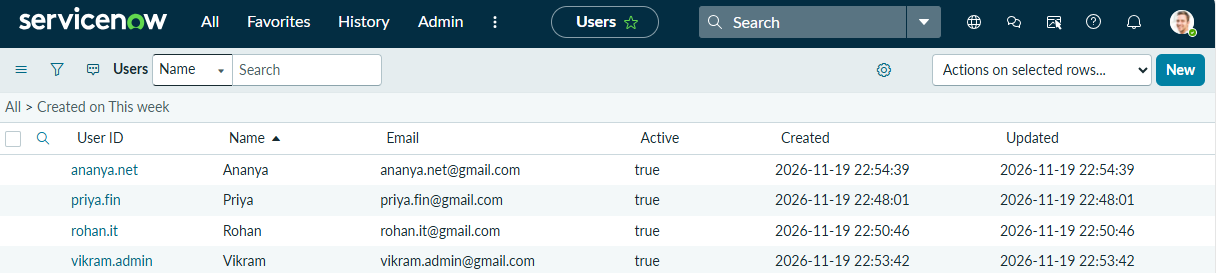 servicenow All Favorites History Admin Users Search
Users Name Search Actions on selected rows... New
All > Created on This week
User ID Name Email Active Created Updated
ananya.net Ananya ananya.net@gmail.com true 2026-11-19 22:54:39 2026-11-19 22:54:39
priya.fin Priya priya.fin@gmail.com true 2026-11-19 22:48:01 2026-11-19 22:48:01
rohan.it Rohan rohan.it@gmail.com true 2026-11-19 22:50:46 2026-11-19 22:50:46
vikram.admin Vikram vikram.admin@gmail.com true 2026-11-19 22:53:42 2026-11-19 22:53:42